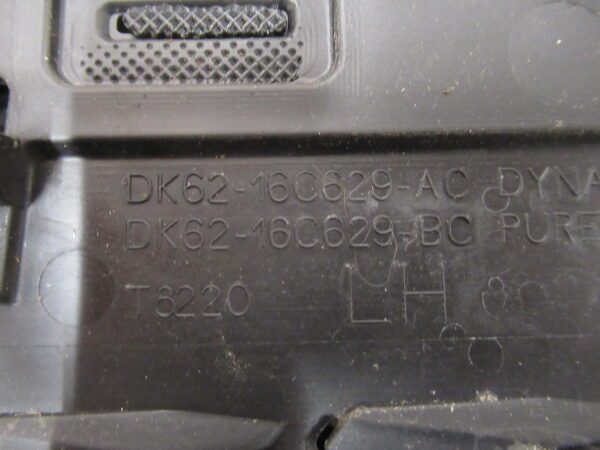 DK62-16C629-AC DYNA
DK62-16C629-BC PURE
T6220 LH